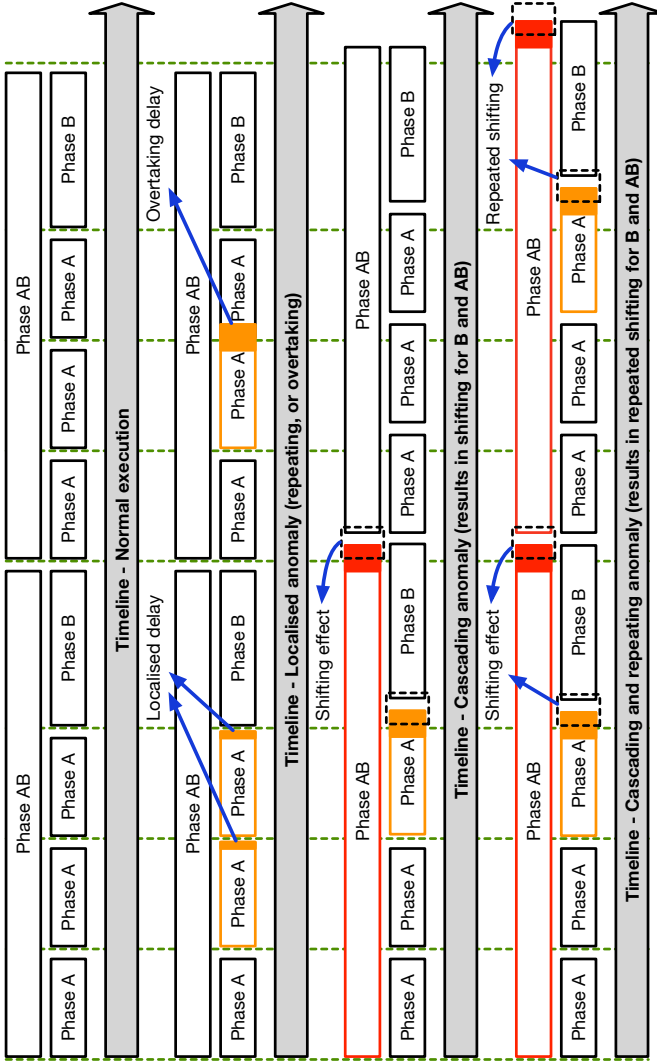 Phase AB
Phase AB
Phase A
Phase A
Phase A
Phase B
Phase A
Phase A
Phase A
Phase B
Timeline - Normal execution
Localised delay
Overtaking delay
Phase AB
Phase AB
Phase A
Phase A
Phase A
Phase B
Phase A
Phase A
Phase A
Phase B
Timeline - Localised anomaly (repeating, or overtaking)
Shifting effect
Phase AB
Phase AB
Phase A
Phase A
Phase A
Phase B
Phase A
Phase A
Phase A
Phase B
Timeline - Cascading anomaly (results in shifting for B and AB)
Shifting effect
Repeated shifting
Phase AB
Phase AB
Phase A
Phase A
Phase A
Phase B
Phase A
Phase A
Phase A
Phase B
Timeline - Cascading and repeating anomaly (results in repeated shifting for B and AB)